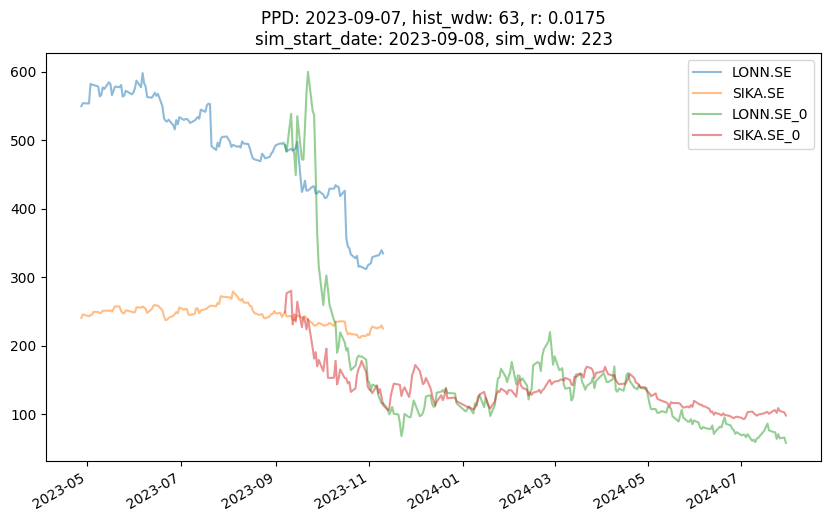 PPD: 2023-09-07, hist_wdw: 63, r: 0.0175
sim_start_date: 2023-09-08, sim_wdw: 223
LONN.SE
SIKA.SE
LONN.SE_0
SIKA.SE_0
600
500
400
300
200
100
2023-05
2023-07
2023-09
2023-11
2024-01
2024-03
2024-05
2024-07